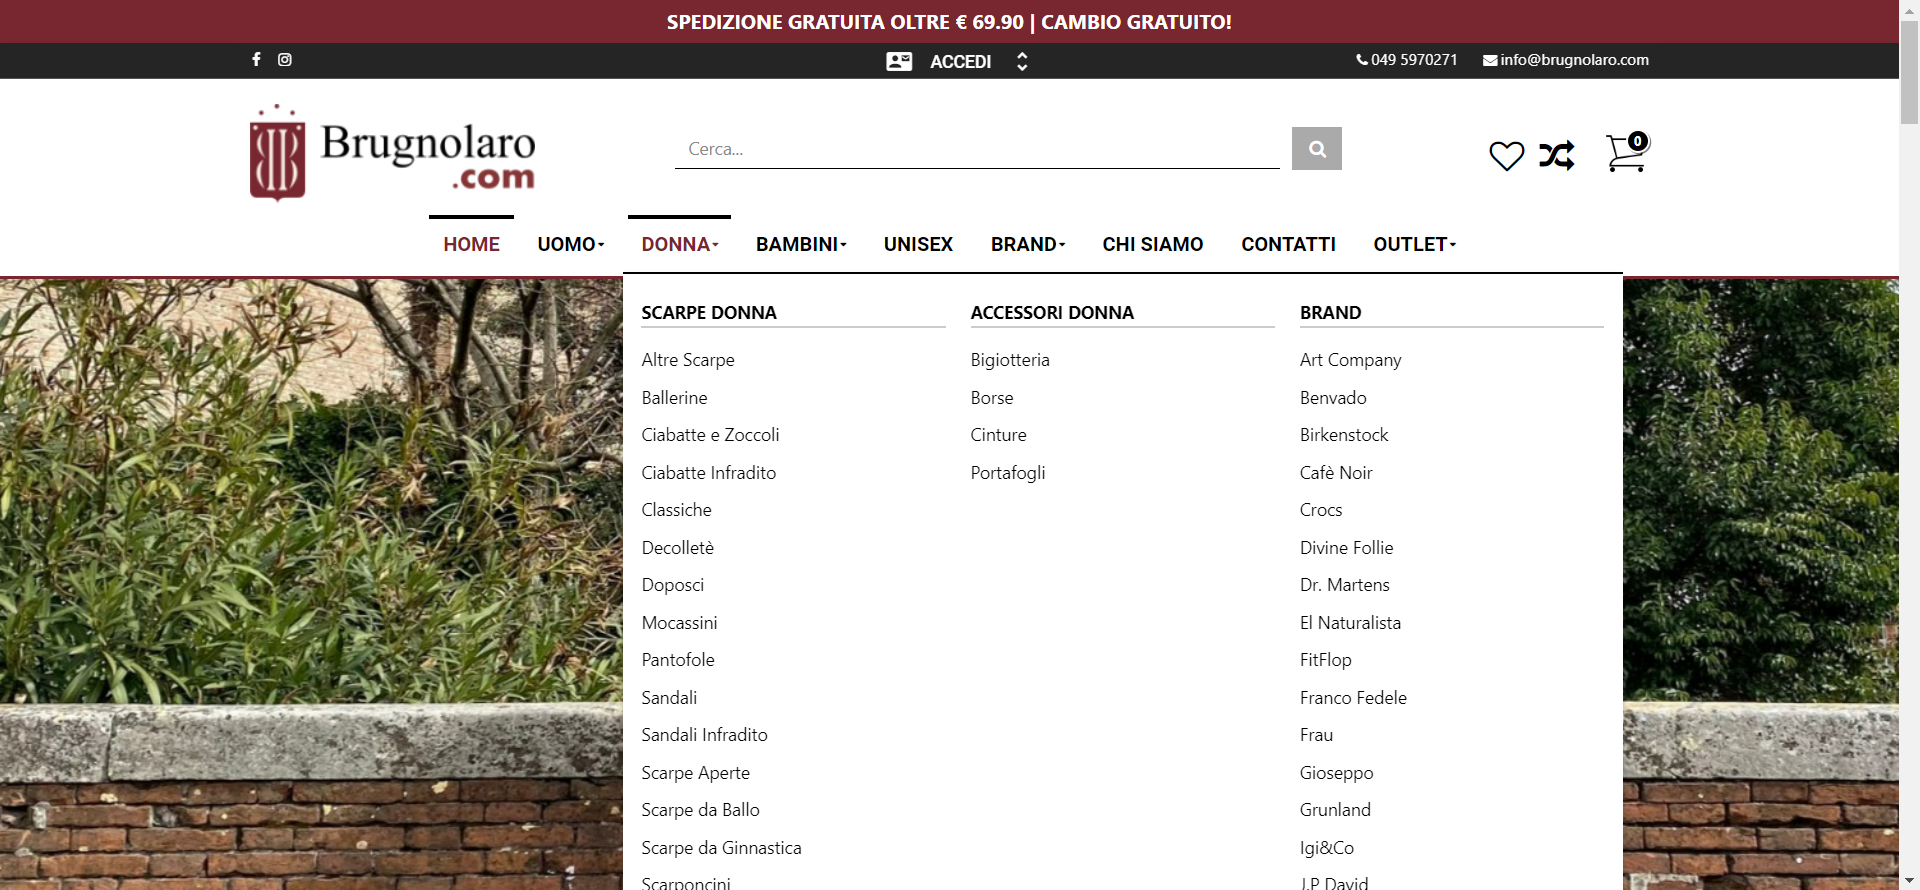 SPEDIZIONE GRATUITA OLTRE € 69.90 | CAMBIO GRATUITO!
ACCEDI
049 5970271
info@brugnolaro.com
Brugnolaro
.com
Cerca...
0
HOME
UOMO
DONNA
BAMBINI
UNISEX
BRAND
CHI SIAMO
CONTATTI
OUTLET
SCARPE DONNA
Altre Scarpe
Ballerine
Ciabatte e Zoccoli
Ciabatte Infradito
Classiche
Decolletè
Doposci
Mocassini
Pantofole
Sandali
Sandali Infradito
Scarpe Aperte
Scarpe da Ballo
Scarpe da Ginnastica
Scarponcini
ACCESSORI DONNA
Bigiotteria
Borse
Cinture
Portafogli
BRAND
Art Company
Benvado
Birkenstock
Cafè Noir
Crocs
Divine Follie
Dr. Martens
El Naturalista
FitFlop
Franco Fedele
Frau
Gioseppo
Grunland
Igi&Co
J.P David